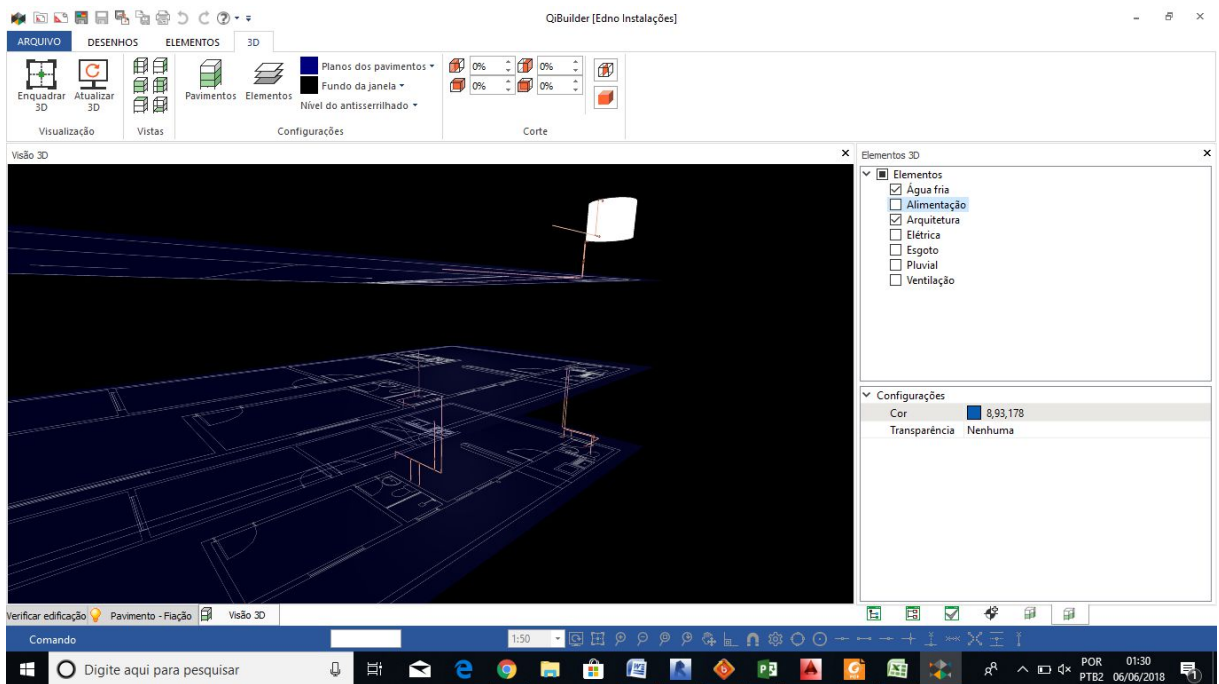 QiBuilder [Edno Instalações]
ARQUIVO DESENHOS ELEMENTOS 3D
Enquadrar 3D
Atualizar 3D
Pavimentos
Elementos
Planos dos pavimentos
Fundo da janela
Nível do antisserrilhado
0% 0%
0% 0%
Visualização Vistas Configurações Corte
Visão 3D
Elementos 3D
Elementos
Água fria
Alimentação
Arquitetura
Elétrica
Esgoto
Pluvial
Ventilação
Configurações
Cor 8,93,178
Transparência Nenhuma
Verificar edificação Pavimento - Fiação Visão 3D
Comando 1:50
Digite aqui para pesquisar
POR 01:30
PTB2 06/06/2018